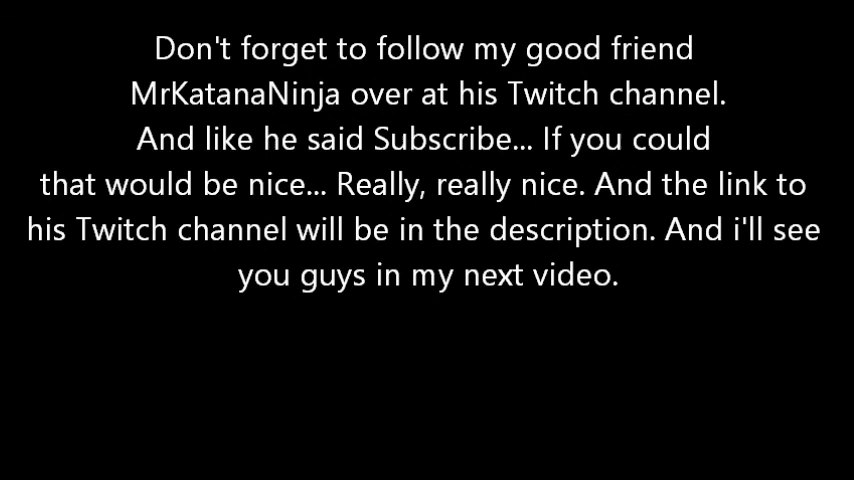 Don't forget to follow my good friend
MrKatanaNinja over at his Twitch channel.
And like he said Subscribe... If you could
that would be nice... Really, really nice. And the link to
his Twitch channel will be in the description. And i'll see
you guys in my next video.